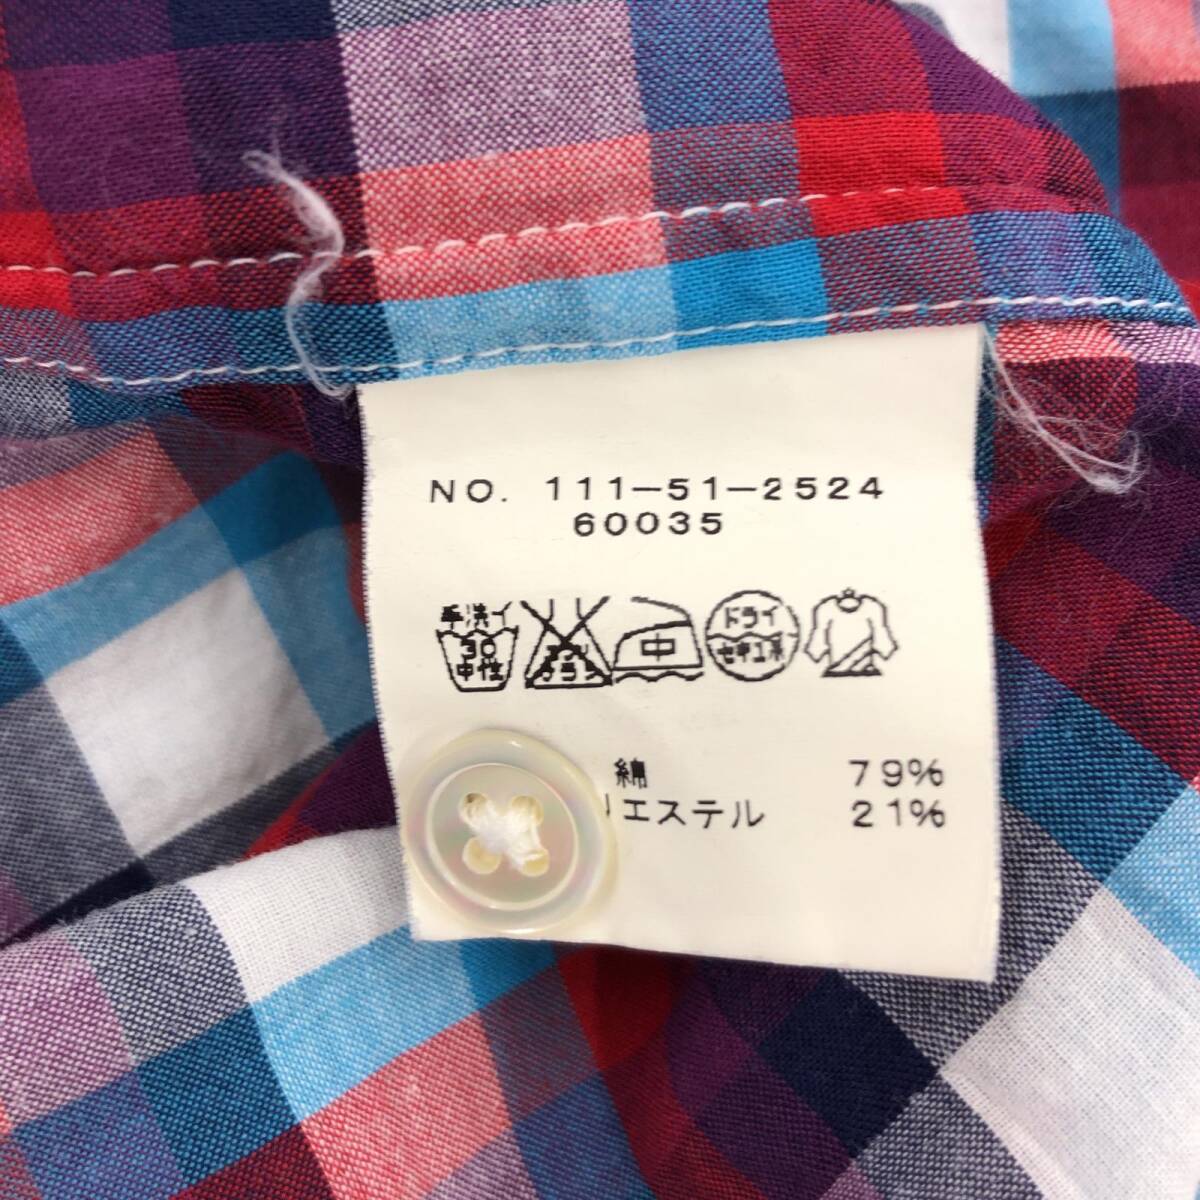 NO. 111-51-2524
60035
手洗イ
30
中性
中
ドライ
セキユ系
綿 79%
リエステル 21%